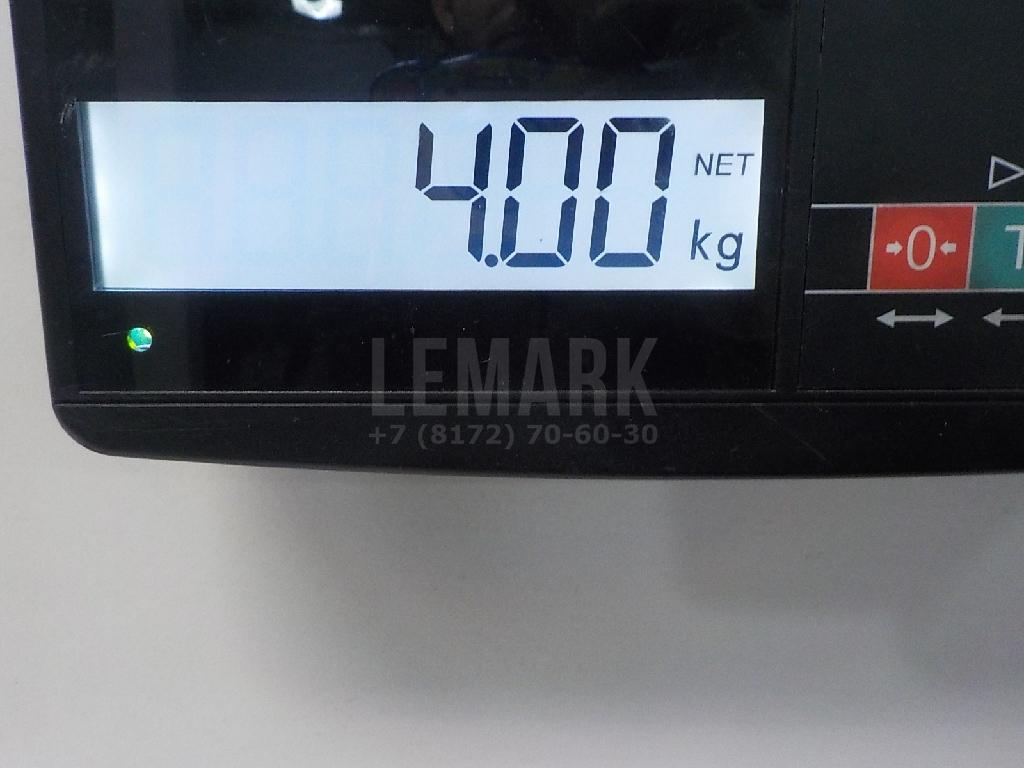 4.00
NET
kg
→0←
T
LEMARK
+7 (8172) 70-60-30